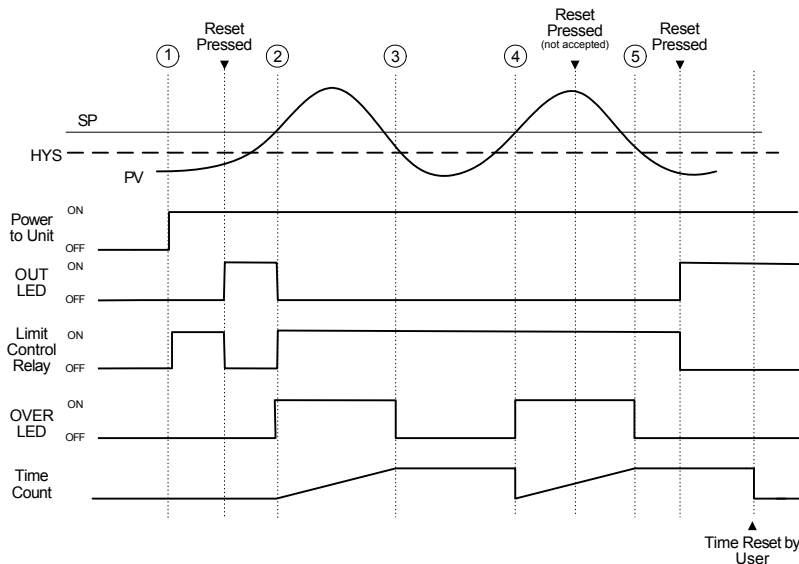 Reset
Pressed
Reset
Pressed
(not accepted)
Reset
Pressed
1
2
3
4
5
SP
HYS
PV
Power
to Unit
ON
OFF
OUT
LED
ON
OFF
Limit
Control
Relay
ON
OFF
OVER
LED
ON
OFF
Time
Count
Time Reset by
User